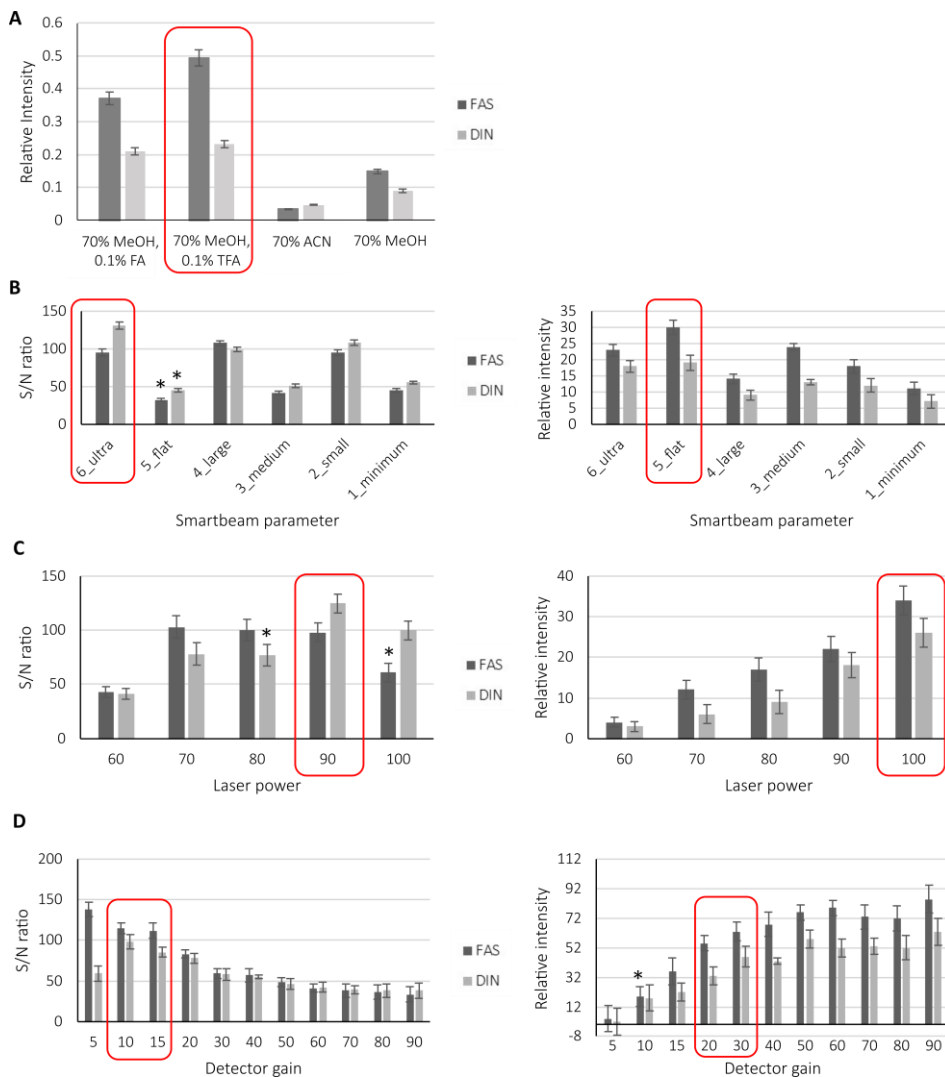 A
Relative Intensity
0.6
0.5
0.4
0.3
0.2
0.1
0
70% MeOH,
0.1% FA
70% MeOH,
0.1% TFA
70% ACN
70% MeOH
FAS
DIN
B
S/N ratio
150
100
50
0
* *
6_ultra
5_flat
4_large
3_medium
2_small
1_minimum
Smartbeam parameter
FAS
DIN
Relative Intensity
35
30
25
20
15
10
5
0
6_ultra
5_flat
4_large
3_medium
2_small
1_minimum
Smartbeam parameter
C
S/N ratio
150
100
50
0
*
*
60 70 80 90 100
Laser power
FAS
DIN
Relative intensity
40
30
20
10
0
60 70 80 90 100
Laser power
D
S/N ratio
200
150
100
50
0
5 10 15 20 30 40 50 60 70 80 90
Detector gain
FAS
DIN
Relative intensity
112
92
72
52
32
12
-8
*
5 10 15 20 30 40 50 60 70 80 90
Detector gain